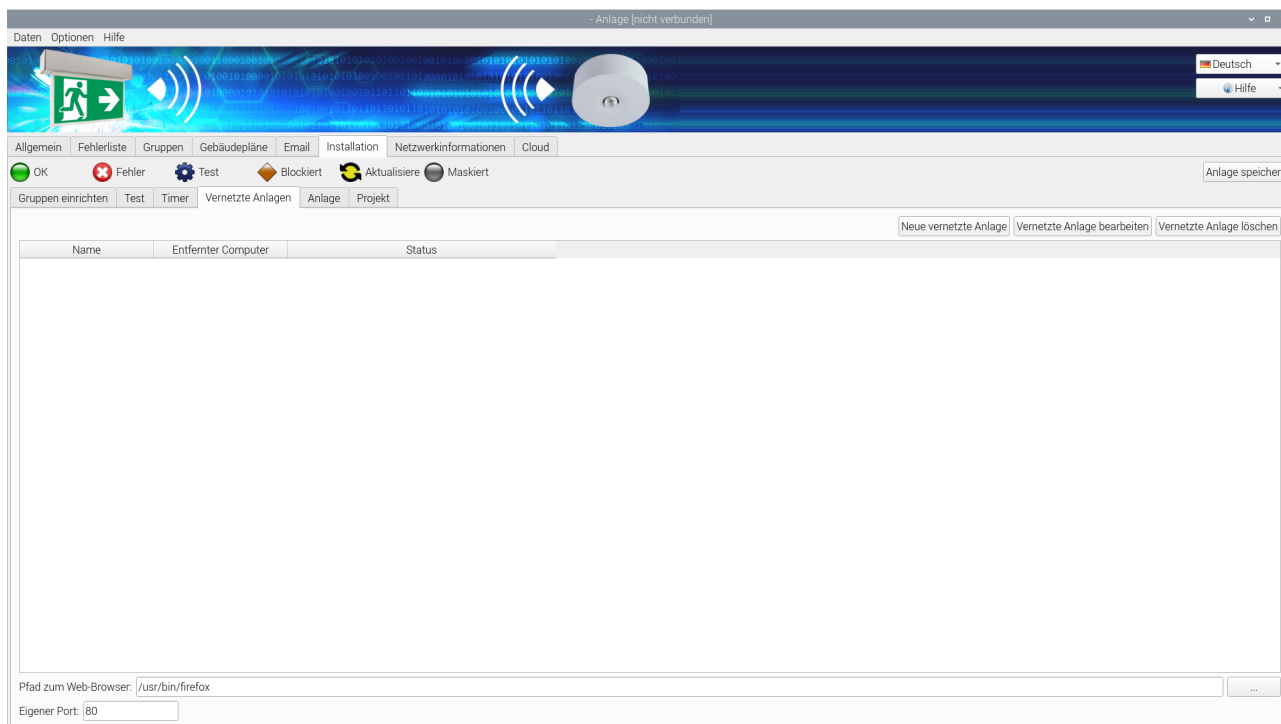 - Anlage [nicht verbunden]
Daten Optionen Hilfe
Deutsch
Hilfe
Allgemein Fehlerliste Gruppen Gebäudepläne Email Installation Netzwerkinformationen Cloud
OK Fehler Test Blockiert Aktualisiere Maskiert Anlage speicher
Gruppen einrichten Test Timer Vernetzte Anlagen Anlage Projekt
Neue vernetzte Anlage Vernetzte Anlage bearbeiten Vernetzte Anlage löschen
Name Entfernter Computer Status
Pfad zum Web-Browser: /usr/bin/firefox ...
Eigener Port: 80